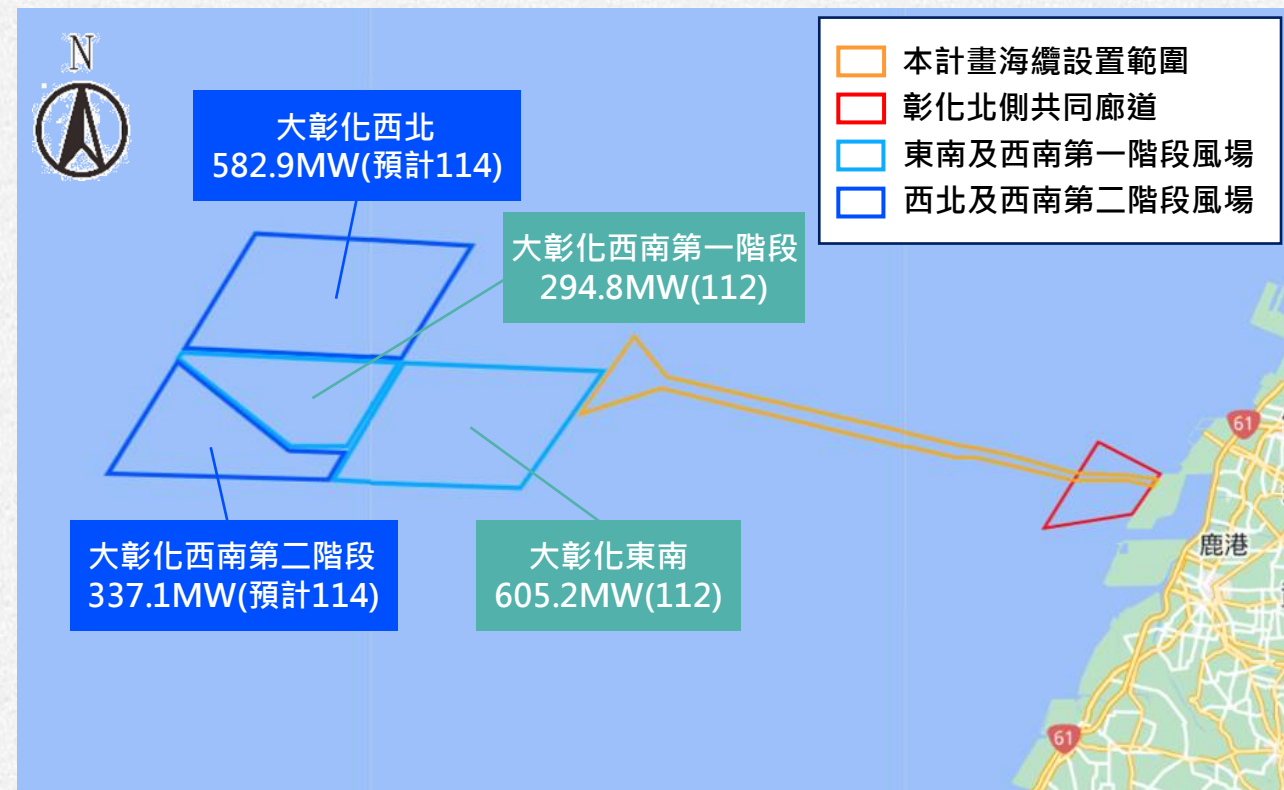 N
本計畫海纜設置範圍
彰化北側共同廊道
東南及西南第一階段風場
西北及西南第二階段風場
大彰化西北
582.9MW(預計114)
大彰化西南第一階段
294.8MW(112)
61
鹿港
大彰化西南第二階段
337.1MW(預計114)
大彰化東南
605.2MW(112)
61